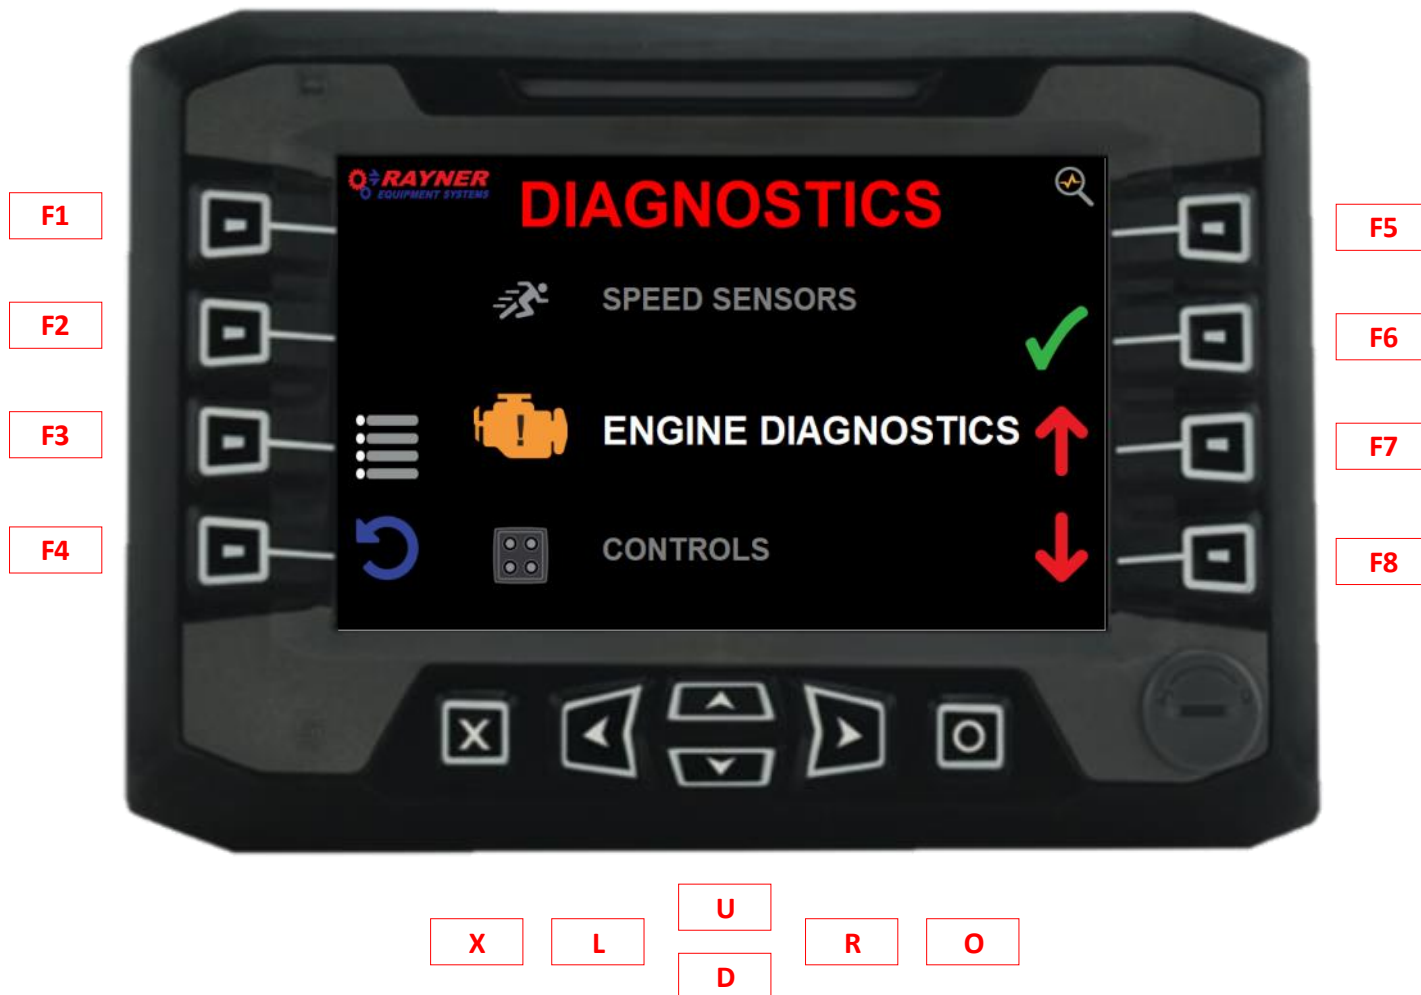 RAYNER
EQUIPMENT SYSTEMS
DIAGNOSTICS
F1
F5
SPEED SENSORS
F2
F6
ENGINE DIAGNOSTICS
F3
F7
CONTROLS
F4
F8
X
O
U
X
L
R
O
D